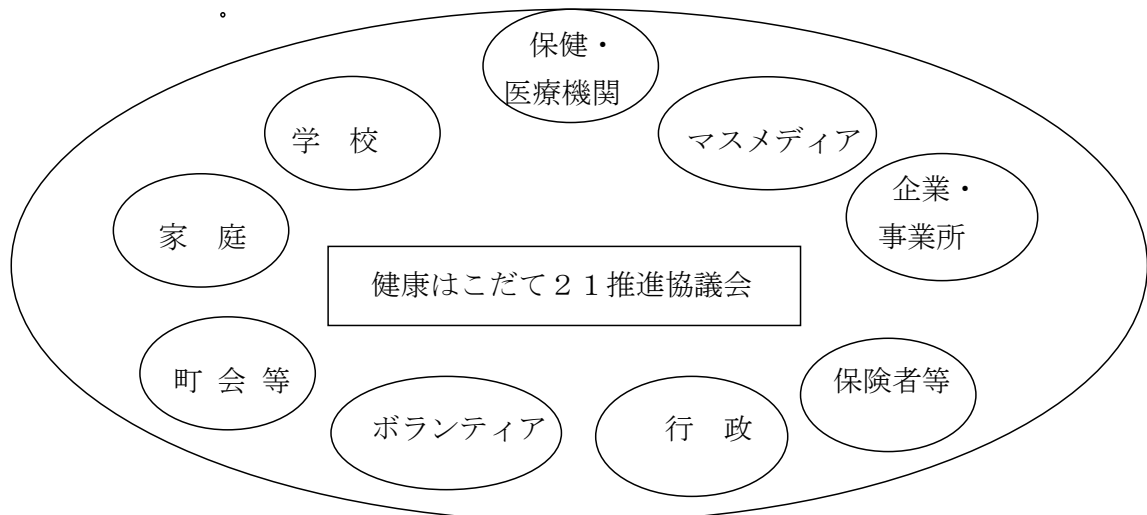 。
保健・
医療機関
学　校
マスメディア
企業・
事業所
家　庭
健康はこだて２１推進協議会
町 会 等
保険者等
ボランティア
行　政